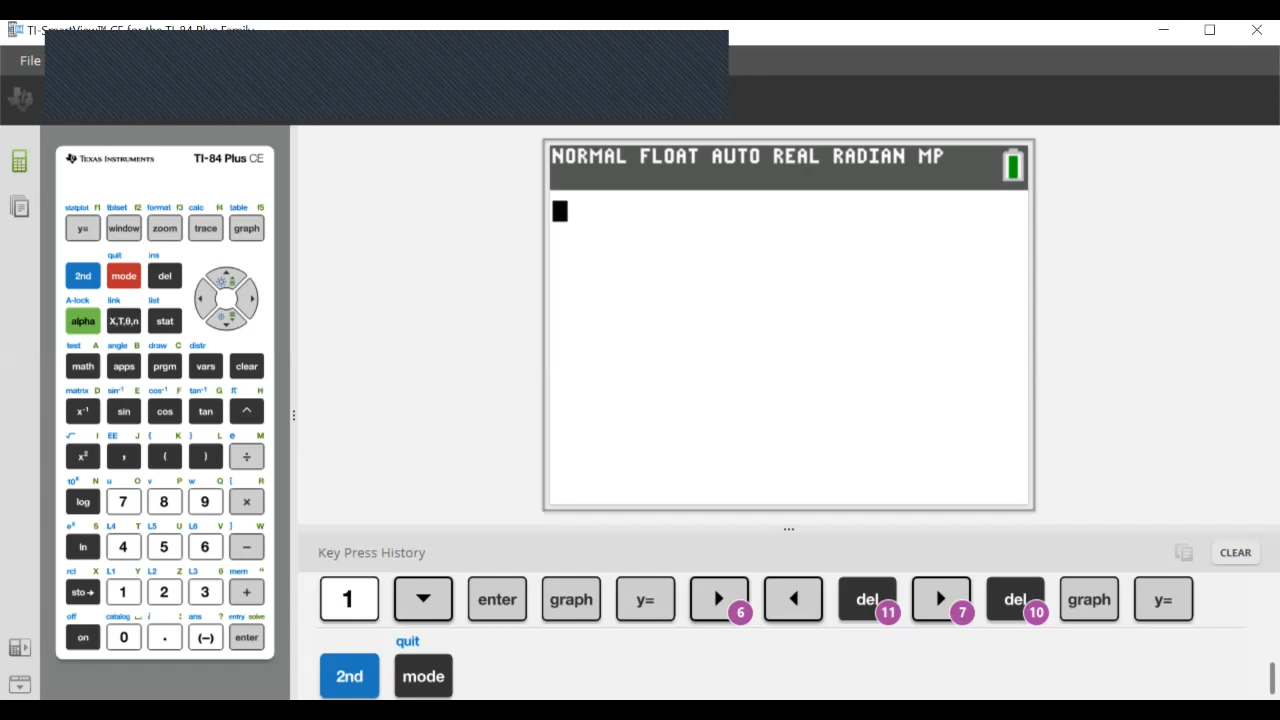 TI-SmartView™ CE for the TI-84 Plus Family
File
TEXAS INSTRUMENTS TI-84 Plus CE
statplot f1 tblset f2 format f3 calc f4 table f5
y= window zoom trace graph
quit ins
2nd mode del
A-lock link list
alpha X,T,θ,n stat
test A angle B draw C distr
math apps prgm vars clear
matrix D sin⁻¹ E cos⁻¹ F tan⁻¹ G π H
x⁻¹ sin cos tan ^
√ I EE J { K } L e M
x² , ( ) ÷
10ˣ N u O v P w Q [ R
log 7 8 9 ×
eˣ S L4 T L5 U L6 V ] W
ln 4 5 6 −
rcl X L1 Y L2 Z L3 θ mem "
sto→ 1 2 3 +
off catalog ⎵ i : ans ? entry solve
on 0 . (−) enter
NORMAL FLOAT AUTO REAL RADIAN MP
Key Press History CLEAR
1 enter graph y= 6 del 11 7 del 10 graph y=
quit
2nd mode